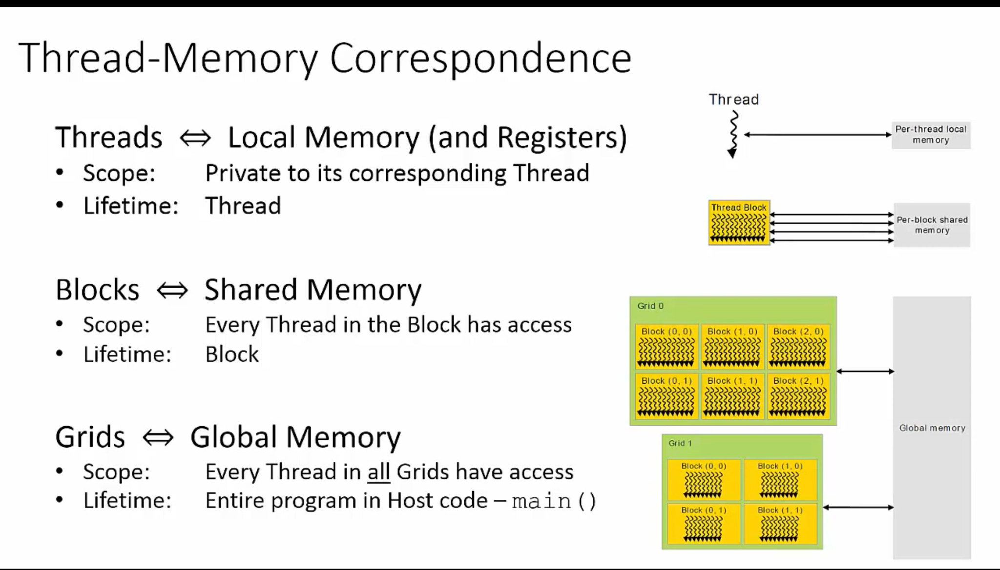 Thread-Memory Correspondence
Threads ⇔ Local Memory (and Registers)
• Scope: Private to its corresponding Thread
• Lifetime: Thread
Blocks ⇔ Shared Memory
• Scope: Every Thread in the Block has access
• Lifetime: Block
Grids ⇔ Global Memory
• Scope: Every Thread in all Grids have access
• Lifetime: Entire program in Host code – main()
Thread
Per-thread local
memory
Thread Block
Per-block shared
memory
Grid 0
Block (0, 0) Block (1, 0) Block (2, 0)
Block (0, 1) Block (1, 1) Block (2, 1)
Global memory
Grid 1
Block (0, 0) Block (1, 0)
Block (0, 1) Block (1, 1)